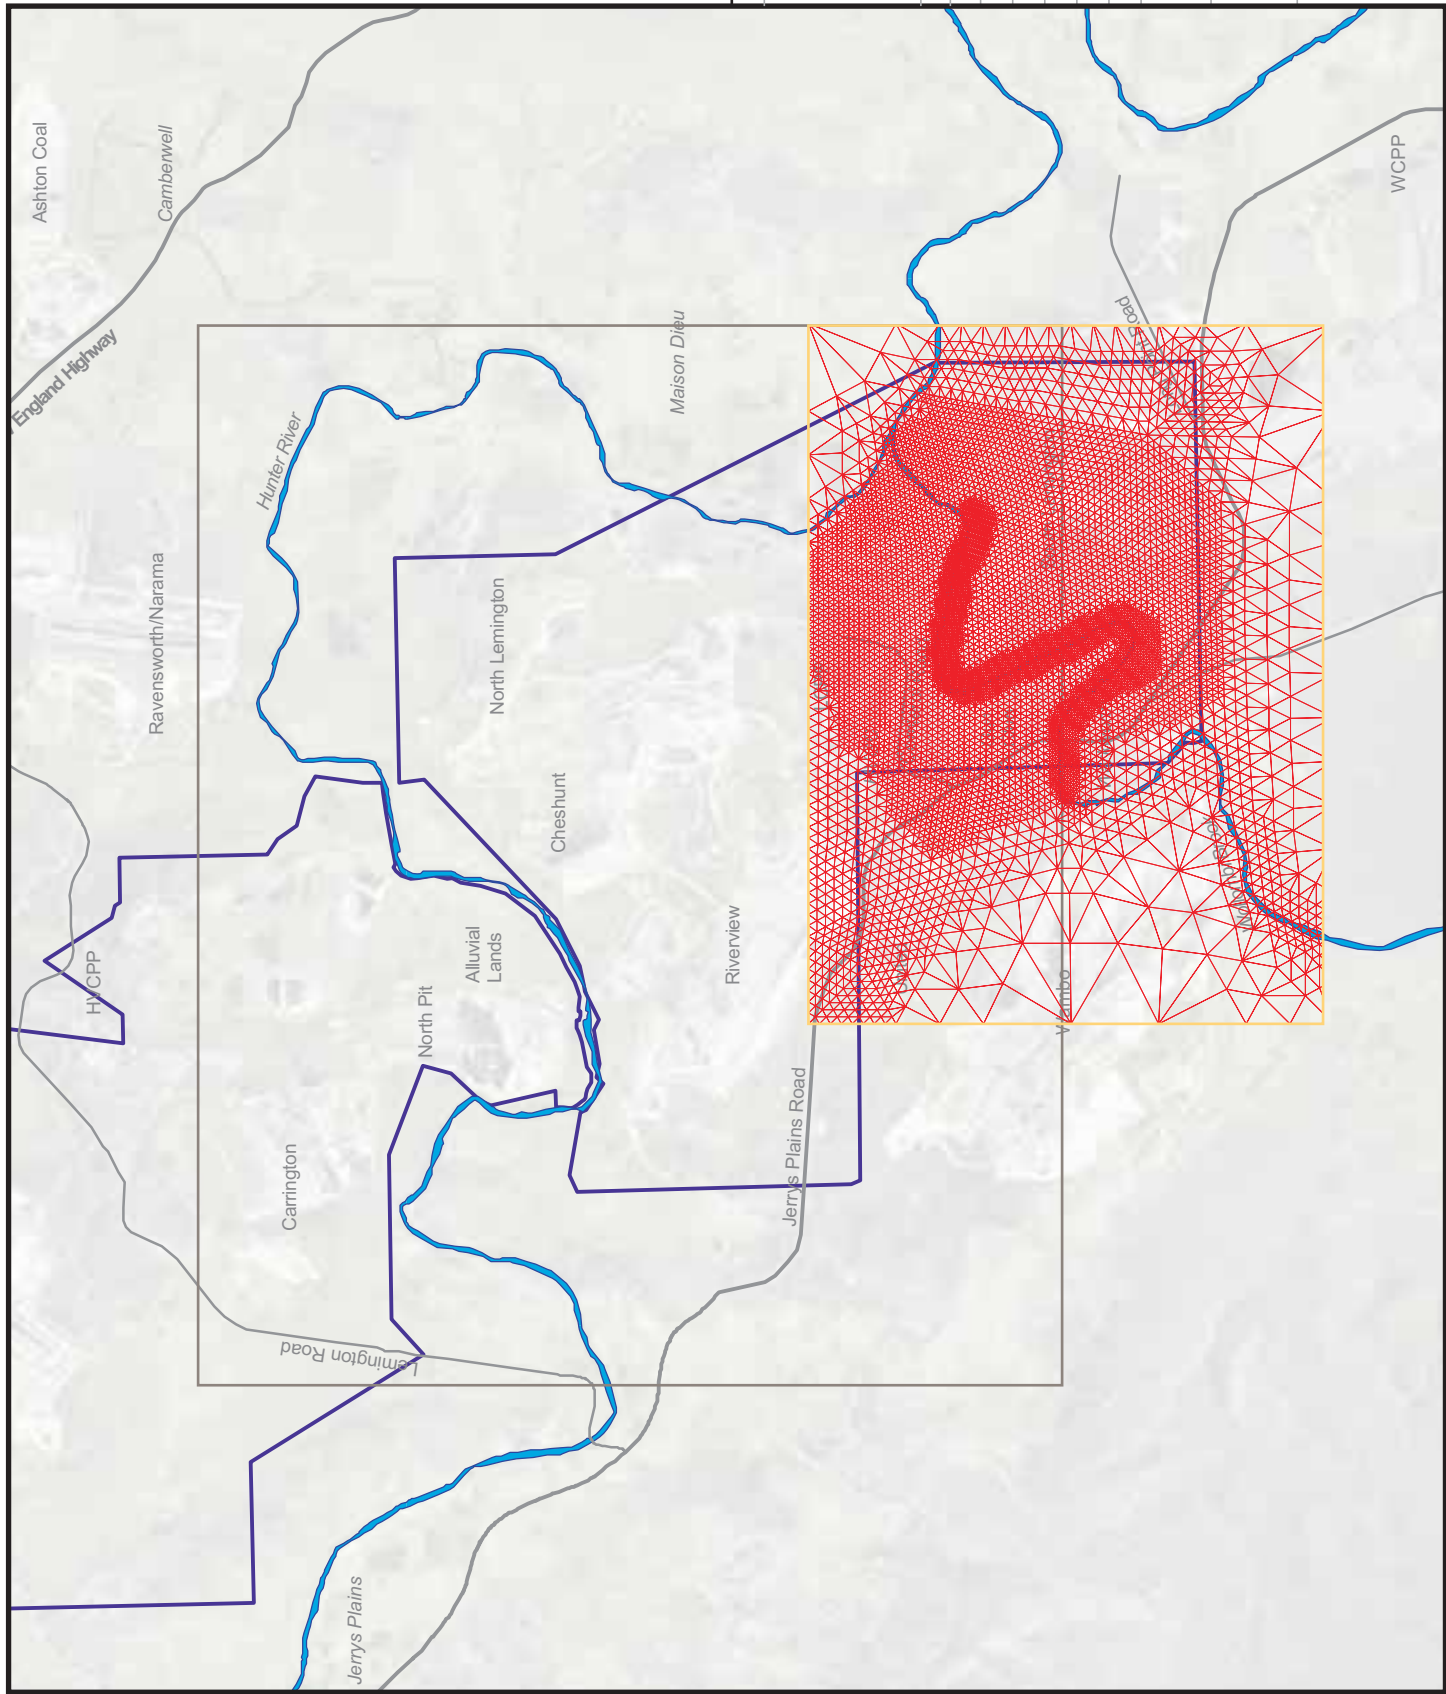 Ashton Coal
Camberwell
WCPP
England Highway
Road
Maison Dieu
Hunter River
Ravensworth/Narama
North Lemington
Cheshunt
Riverview
Alluvial
Lands
HVCPP
North Pit
Wambo
Carrington
Jerrys Plains Road
Lemington Road
Jerrys Plains